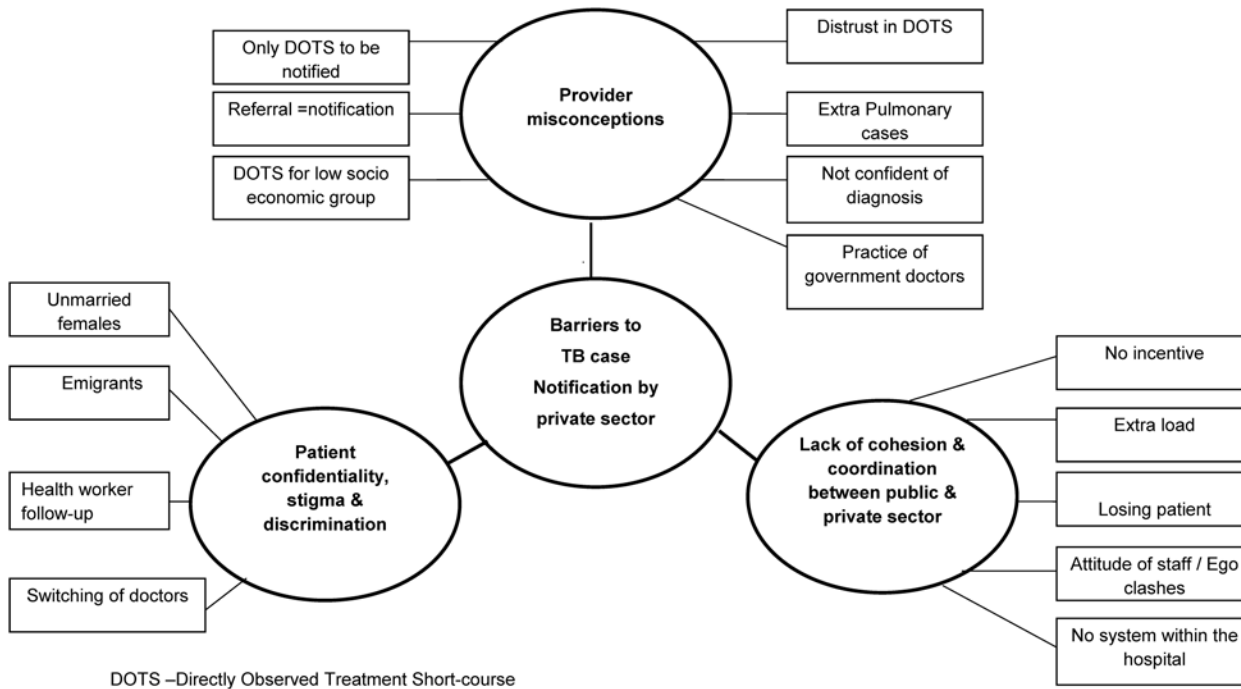 Only DOTS to be
notified
Referral =notification
DOTS for low socio
economic group
Provider
misconceptions
Distrust in DOTS
Extra Pulmonary
cases
Not confident of
diagnosis
Practice of
government doctors
Barriers to
TB case
Notification by
private sector
Unmarried
females
Emigrants
Health worker
follow-up
Switching of doctors
Patient
confidentiality,
stigma &
discrimination
Lack of cohesion &
coordination
between public &
private sector
No incentive
Extra load
Losing patient
Attitude of staff / Ego
clashes
No system within the
hospital
DOTS –Directly Observed Treatment Short-course